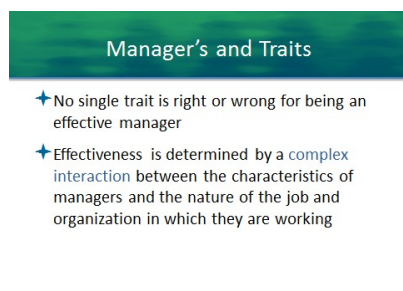 Manager’s and Traits
No single trait is right or wrong for being an
effective manager
Effectiveness is determined by a complex
interaction between the characteristics of
managers and the nature of the job and
organization in which they are working